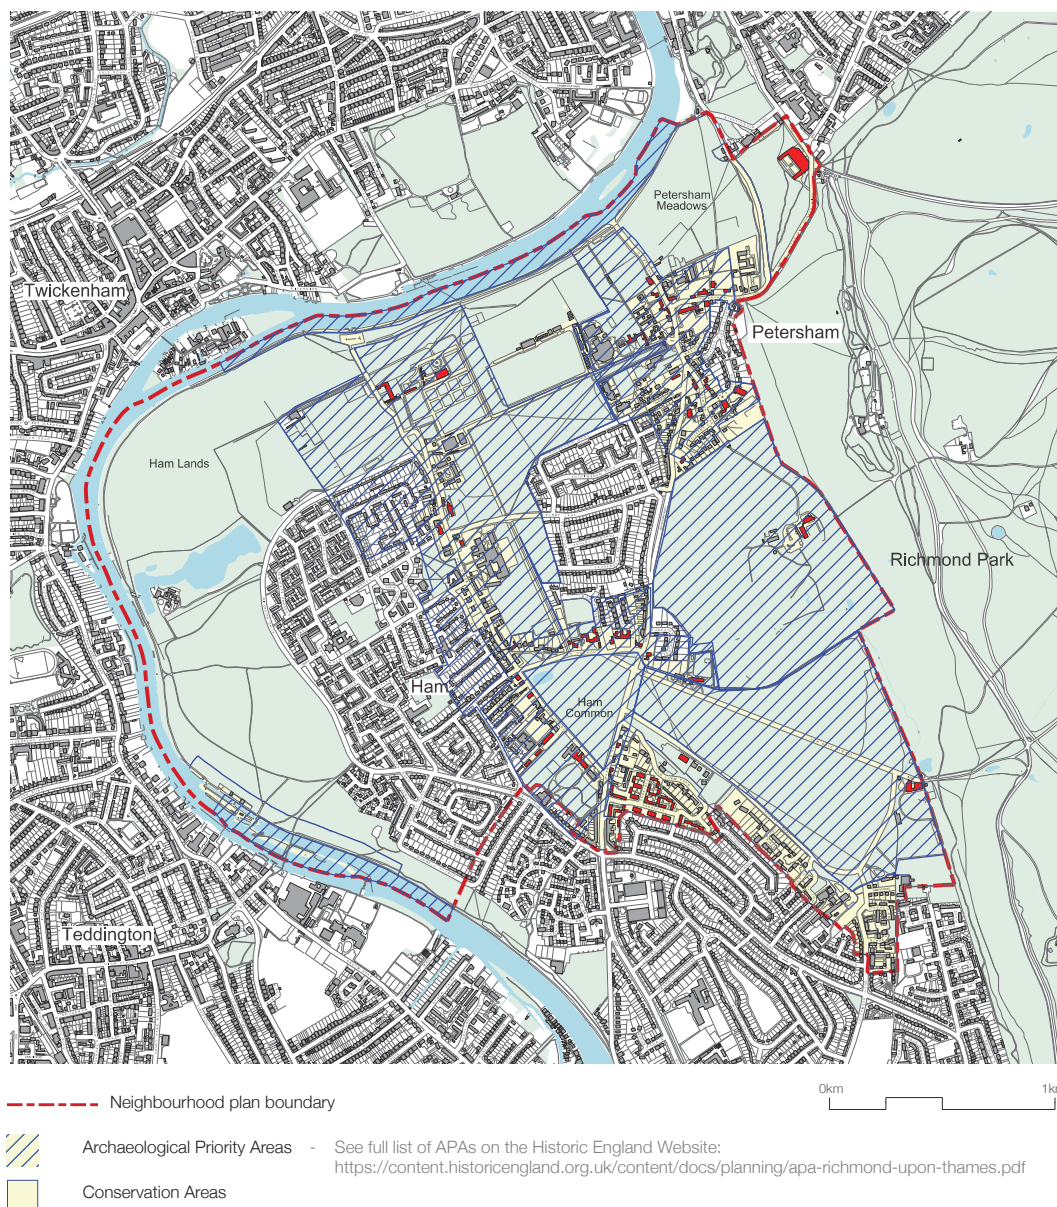 Petersham
Meadows
Twickenham
Petersham
Ham Lands
Richmond Park
Ham
Ham
Common
Teddington
Neighbourhood plan boundary
0km
1km
Archaeological Priority Areas - See full list of APAs on the Historic England Website:
https://content.historicengland.org.uk/content/docs/planning/apa-richmond-upon-thames.pdf
Conservation Areas